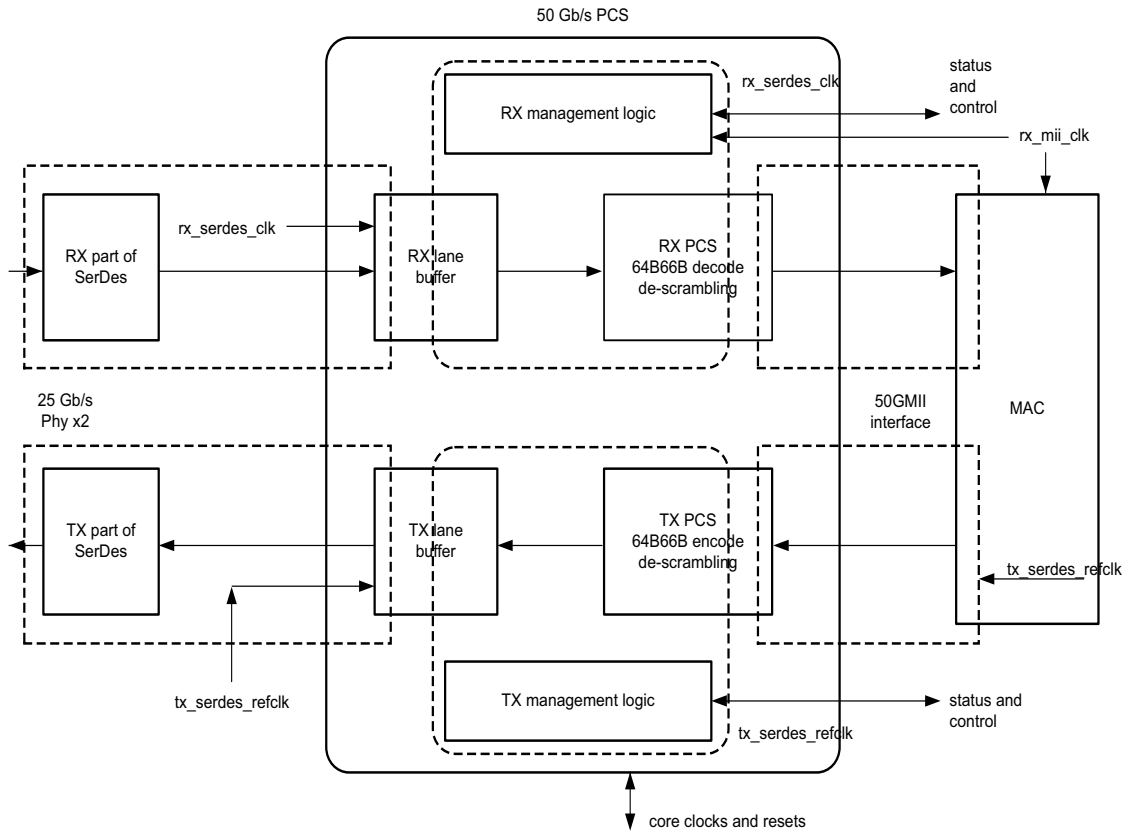 50 Gb/s PCS
rx_serdes_clk
status
and
control
RX management logic
rx_mii_clk
rx_serdes_clk
RX part of
SerDes
RX lane
buffer
RX PCS
64B66B decode
de-scrambling
25 Gb/s
Phy x2
50GMII
interface
MAC
TX part of
SerDes
TX lane
buffer
TX PCS
64B66B encode
de-scrambling
tx_serdes_refclk
tx_serdes_refclk
TX management logic
status and
control
tx_serdes_refclk
core clocks and resets